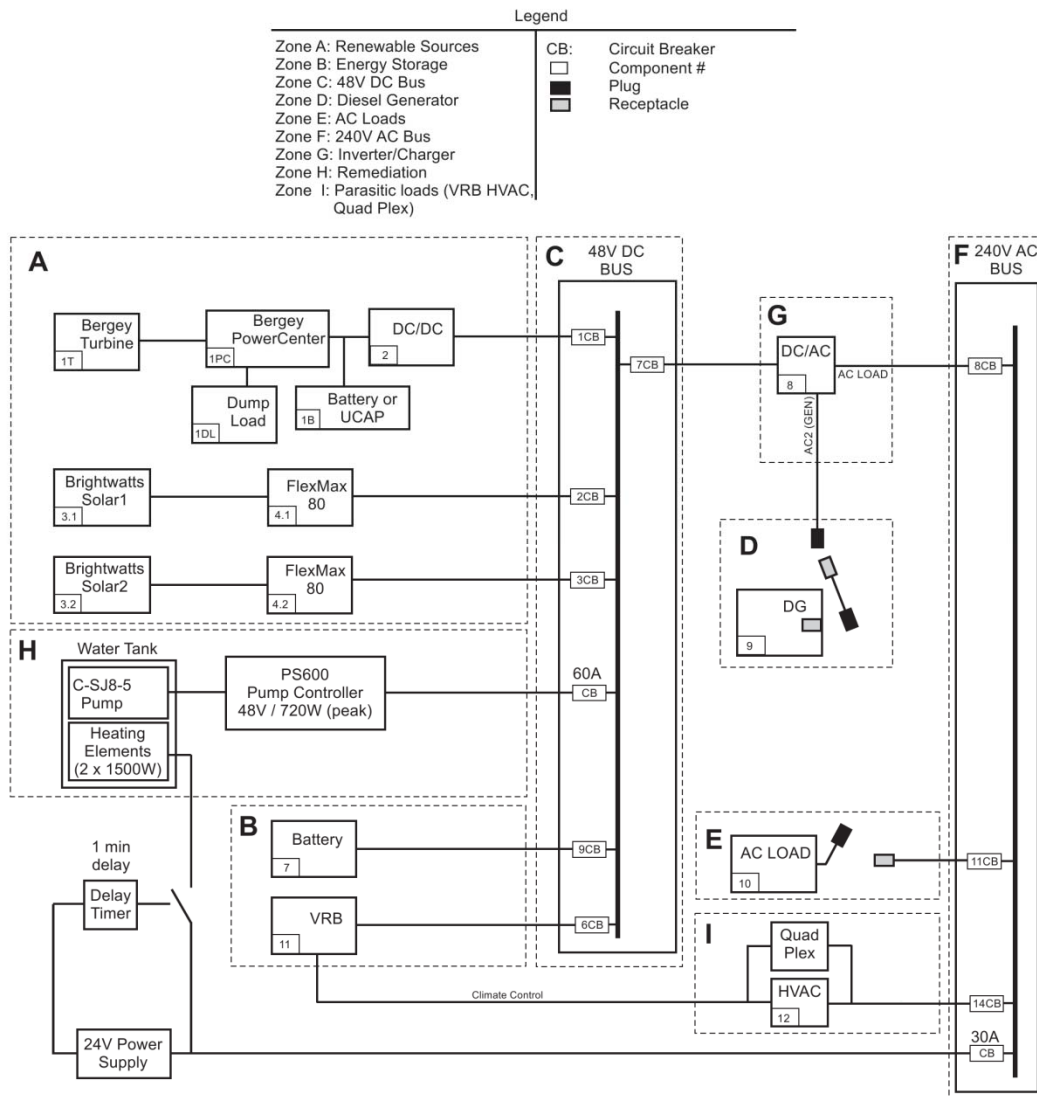 Legend
Zone A: Renewable Sources
Zone B: Energy Storage
Zone C: 48V DC Bus
Zone D: Diesel Generator
Zone E: AC Loads
Zone F: 240V AC Bus
Zone G: Inverter/Charger
Zone H: Remediation
Zone I: Parasitic loads (VRB HVAC,
Quad Plex)
CB: Circuit Breaker
Component #
Plug
Receptacle
A
Bergey
Turbine
1T
Bergey
PowerCenter
1PC
DC/DC
2
Dump
Load
1DL
Battery or
UCAP
1B
Brightwatts
Solar1
3.1
FlexMax
80
4.1
Brightwatts
Solar2
3.2
FlexMax
80
4.2
C
48V DC
BUS
1CB
7CB
2CB
3CB
60A
CB
9CB
6CB
G
DC/AC
8
AC LOAD
AC2 (GEN)
F
240V AC
BUS
8CB
11CB
14CB
30A
CB
D
DG
9
H
Water Tank
C-SJ8-5
Pump
Heating
Elements
(2 x 1500W)
PS600
Pump Controller
48V / 720W (peak)
B
Battery
7
VRB
11
E
AC LOAD
10
I
Quad
Plex
HVAC
12
Climate Control
1 min
delay
Delay
Timer
24V Power
Supply